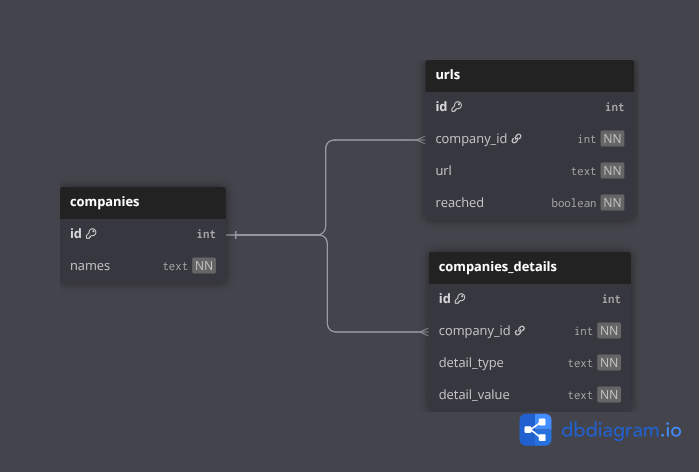 companies
id int
names text NN
urls
id int
company_id int NN
url text NN
reached boolean NN
companies_details
id int
company_id int NN
detail_type text NN
detail_value text NN
dbdiagram.io